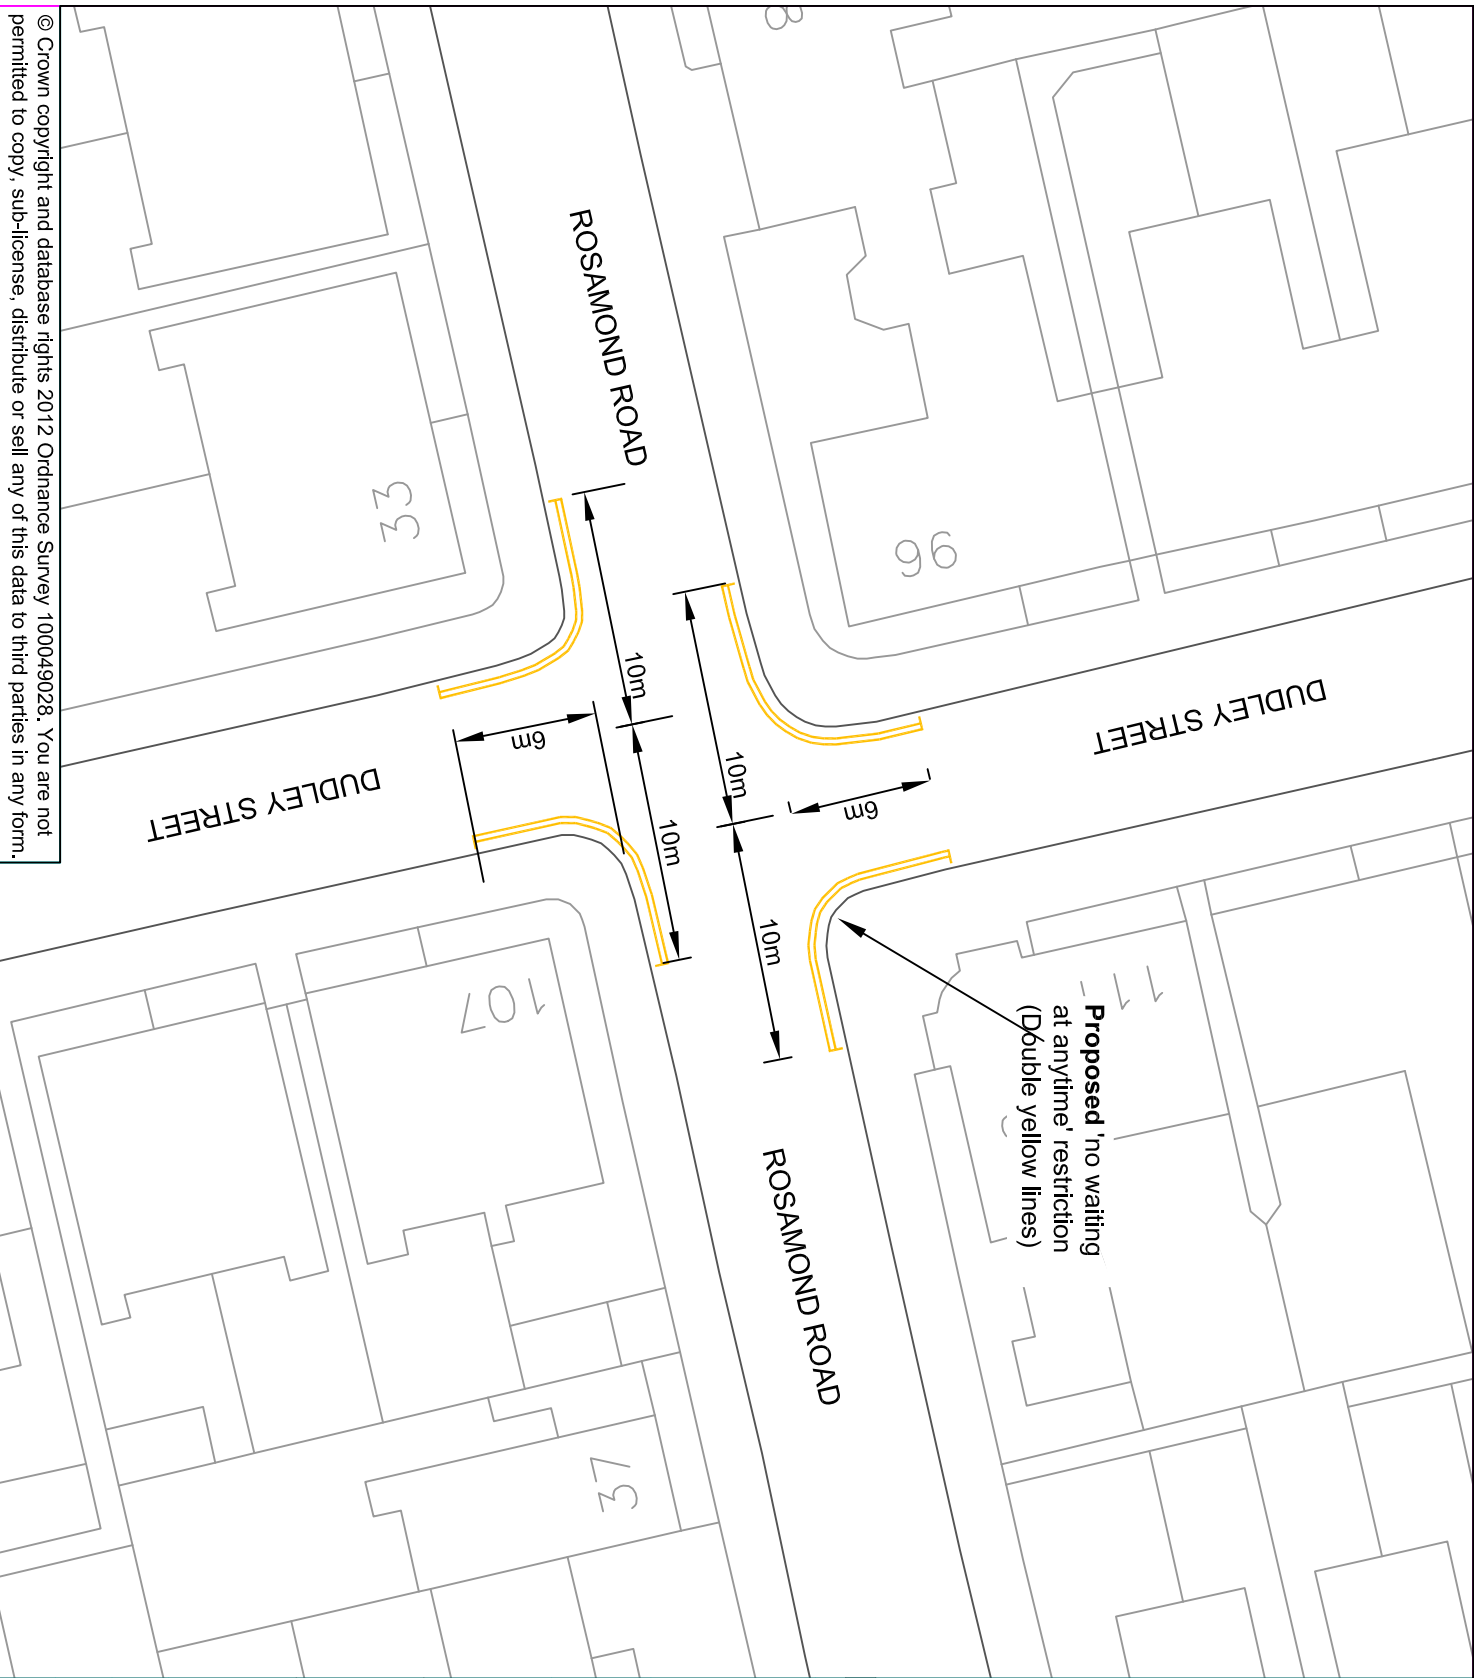 ROSAMOND ROAD
DUDLEY STREET
DUDLEY STREET
ROSAMOND ROAD
10m
10m
10m
10m
6m
6m
33
96
107
111
37
8
Proposed 'no waiting
at anytime' restriction
(Double yellow lines)
© Crown copyright and database rights 2012 Ordnance Survey 100049028. You are not
permitted to copy, sub-license, distribute or sell any of this data to third parties in any form.